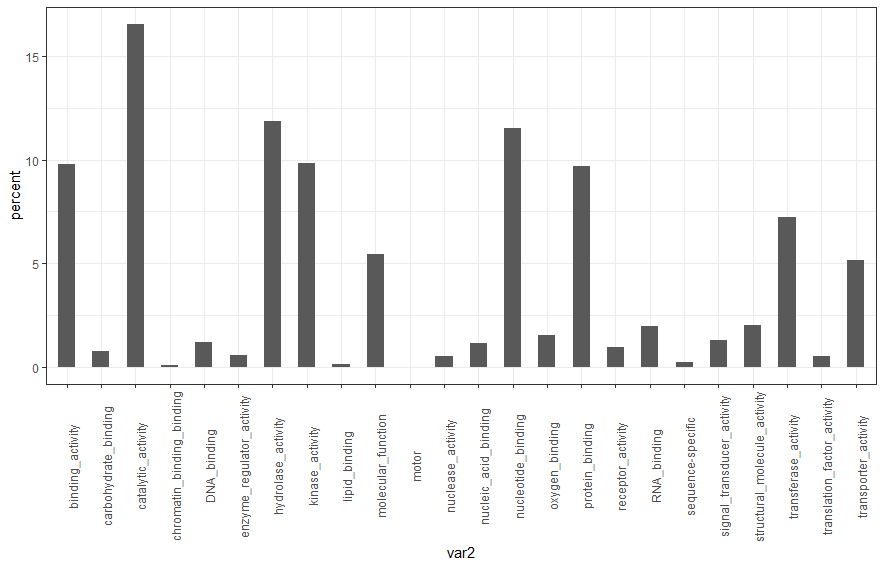 percent
15
10
5
0
binding_activity
carbohydrate_binding
catalytic_activity
chromatin_binding_binding
DNA_binding
enzyme_regulator_activity
hydrolase_activity
kinase_activity
lipid_binding
molecular_function
motor
nuclease_activity
nucleic_acid_binding
nucleotide_binding
oxygen_binding
protein_binding
receptor_activity
RNA_binding
sequence-specific
signal_transducer_activity
structural_molecule_activity
transferase_activity
translation_factor_activity
transporter_activity
var2